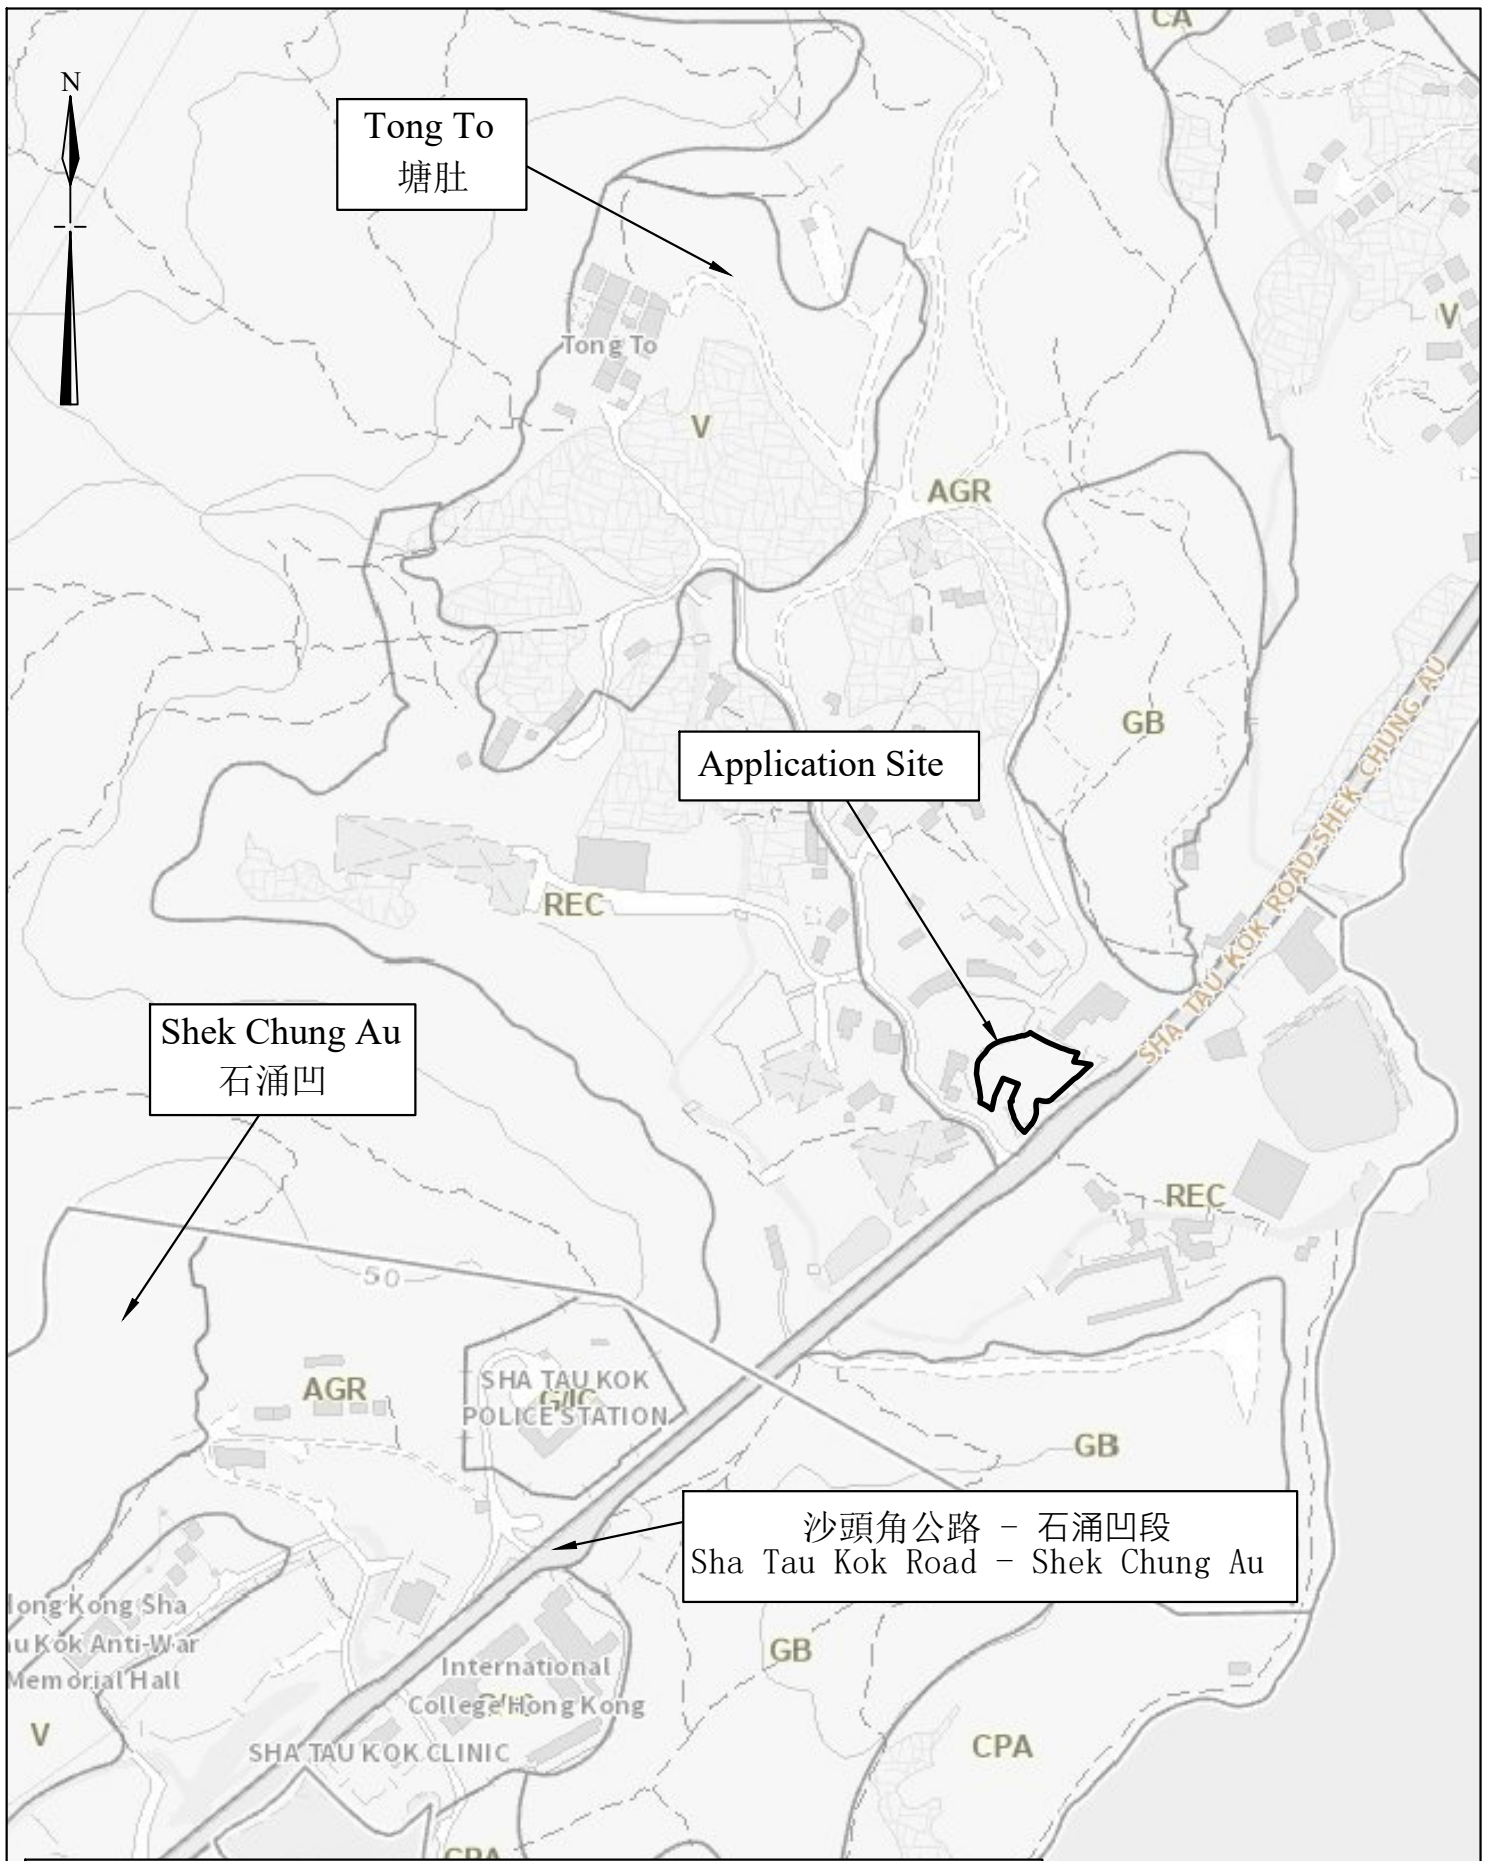 CA
N
Tong To
塘肚
V
Tong To
V
AGR
GB
SHA TAU KOK ROAD-SHEK CHUNG AU
Application Site
REC
Shek Chung Au
石涌凹
REC
50
AGR
SHA TAU KOK
G/IC
POLICE STATION
GB
沙頭角公路 - 石涌凹段
Sha Tau Kok Road - Shek Chung Au
ong Kong Sha
u Kok Anti-War
Memorial Hall
GB
International
College Hong Kong
V
SHA TAU KOK CLINIC
CPA
CPA